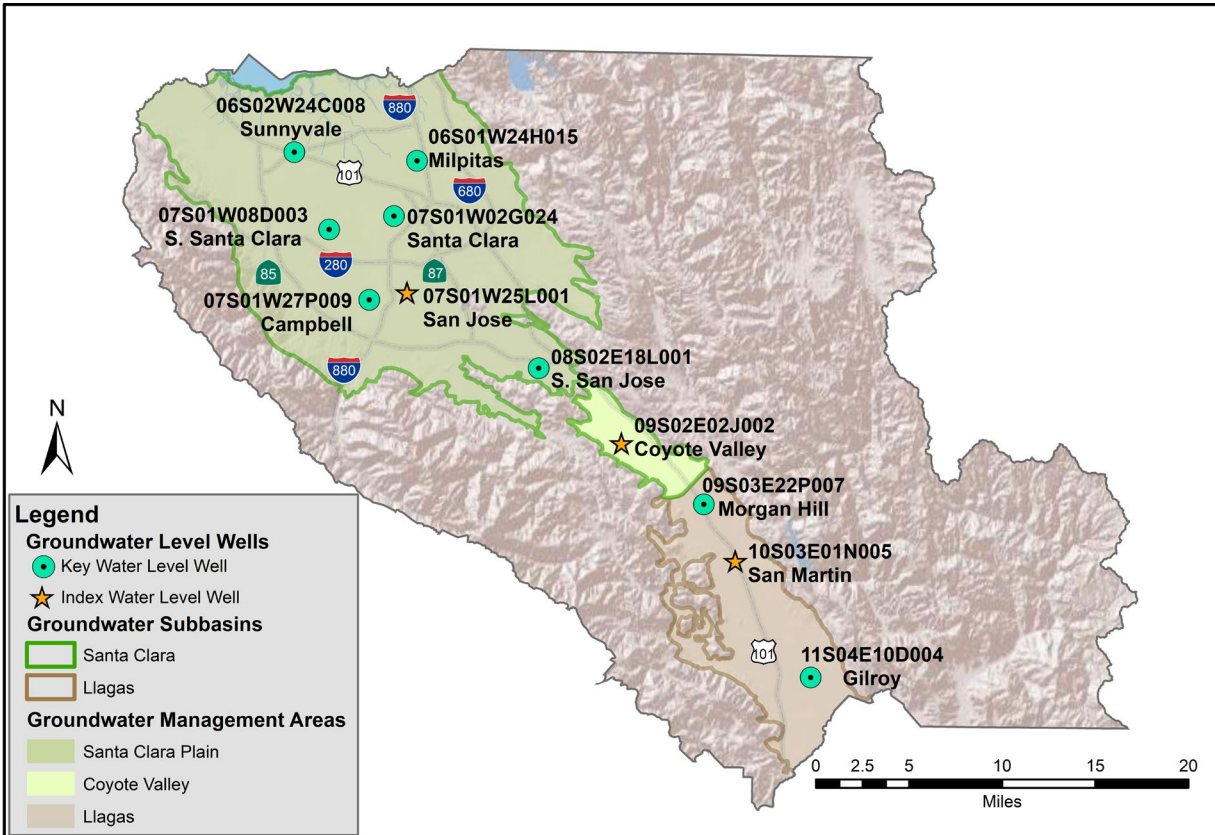 06S02W24C008
Sunnyvale
880
06S01W24H015
Milpitas
101
680
07S01W08D003
S. Santa Clara
07S01W02G024
Santa Clara
280
85
87
07S01W27P009
Campbell
07S01W25L001
San Jose
880
08S02E18L001
S. San Jose
09S02E02J002
Coyote Valley
09S03E22P007
Morgan Hill
10S03E01N005
San Martin
101
11S04E10D004
Gilroy
N
Legend
Groundwater Level Wells
Key Water Level Well
Index Water Level Well
Groundwater Subbasins
Santa Clara
Llagas
Groundwater Management Areas
Santa Clara Plain
Coyote Valley
Llagas
0 2.5 5 10 15 20
Miles